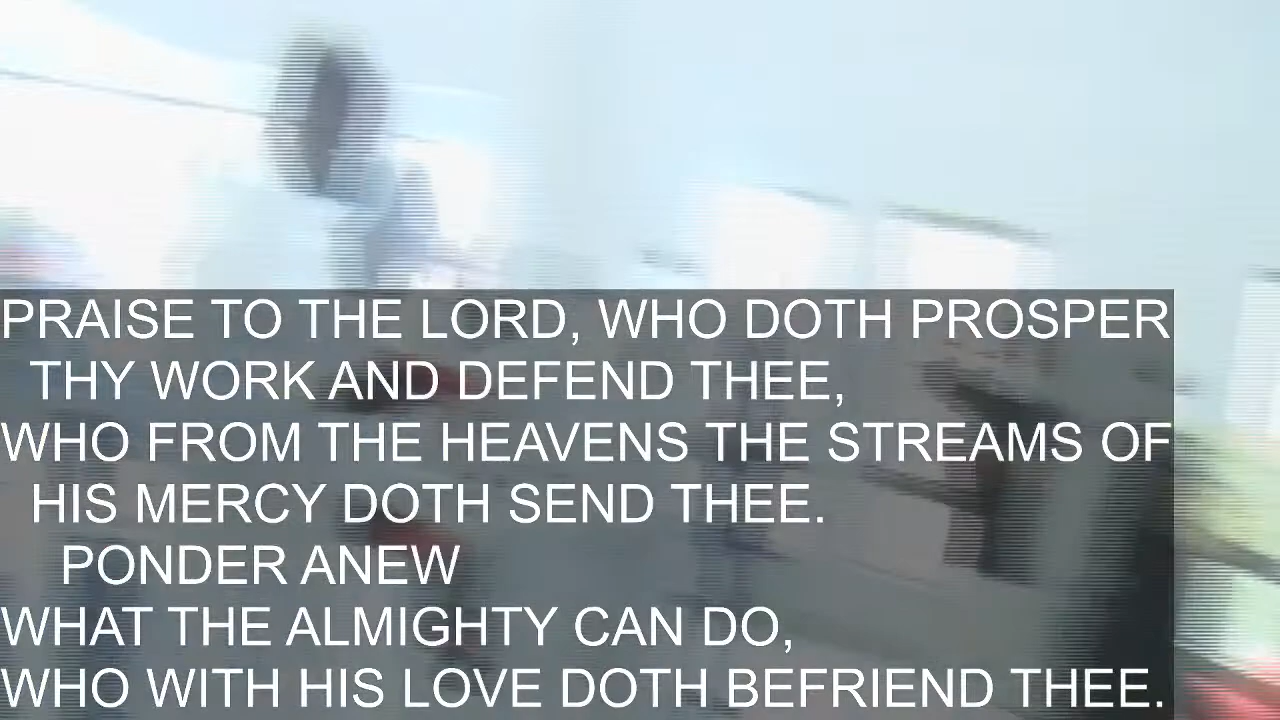 PRAISE TO THE LORD, WHO DOTH PROSPER
THY WORK AND DEFEND THEE,
WHO FROM THE HEAVENS THE STREAMS OF
HIS MERCY DOTH SEND THEE.
PONDER ANEW
WHAT THE ALMIGHTY CAN DO,
WHO WITH HIS LOVE DOTH BEFRIEND THEE.